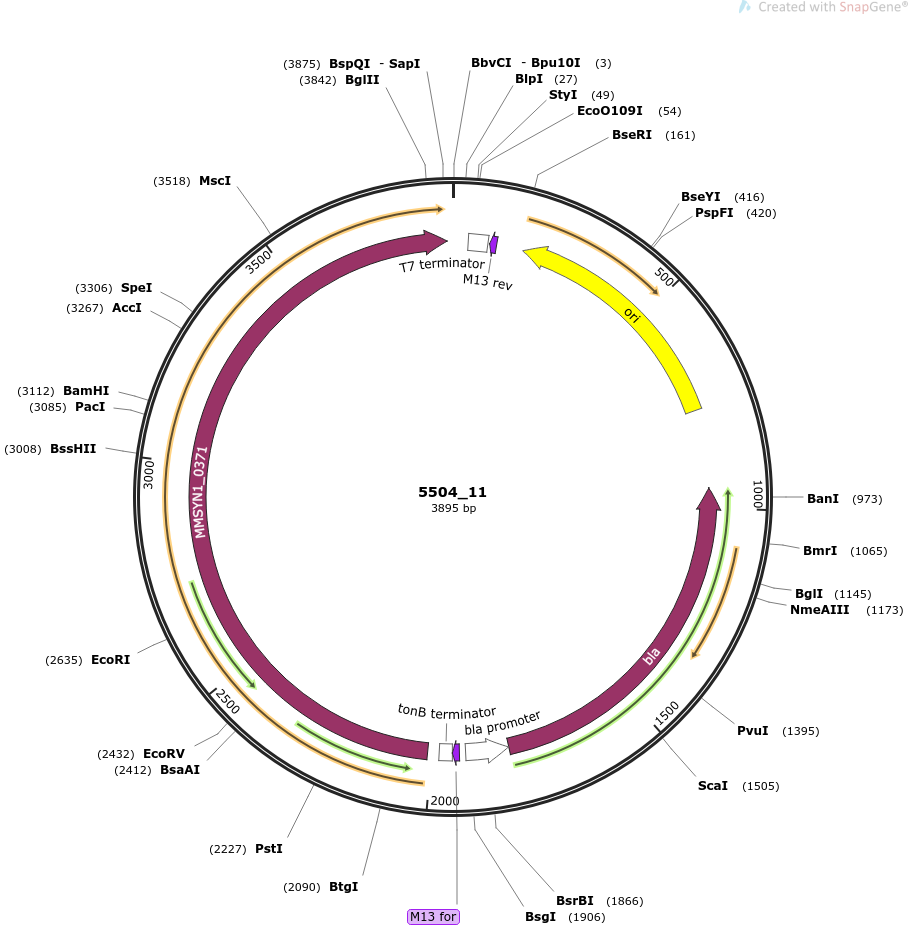 Created with SnapGene®
(3875) BspQI - SapI
(3842) BglII
BbvCI - Bpu10I (3)
BlpI (27)
StyI (49)
EcoO109I (54)
BseRI (161)
(3518) MscI
BseYI (416)
PspFI (420)
3500
T7 terminator
M13 rev
500
ori
(3306) SpeI
(3267) AccI
(3112) BamHI
(3085) PacI
(3008) BssHII
3000
MMSYN1_0371
5504_11
3895 bp
1000
BanI (973)
BmrI (1065)
BglI (1145)
NmeAIII (1173)
bla
(2635) EcoRI
2500
tonB terminator
bla promoter
1500
PvuI (1395)
(2432) EcoRV
(2412) BsaAI
ScaI (1505)
2000
(2227) PstI
(2090) BtgI
M13 for
BsrBI (1866)
BsgI (1906)